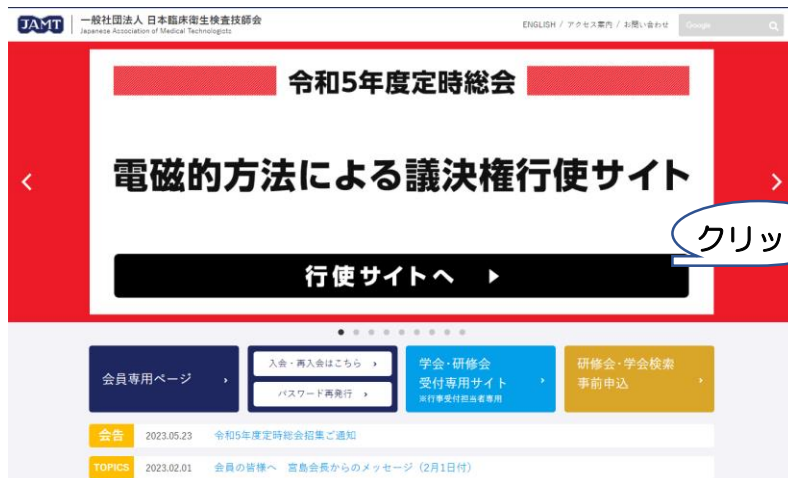 JAMT
一般社団法人 日本臨床衛生検査技師会
Japanese Association of Medical Technologists
ENGLISH / アクセス案内 / お問い合わせ
Google
令和5年度定時総会
電磁的方法による議決権行使サイト
クリッ
行使サイトへ ▶
会員専用ページ ›
入会・再入会はこちら ›
パスワード再発行 ›
学会・研修会
受付専用サイト ›
※行事受付担当者専用
研修会・学会検索
事前申込 ›
会告 2023.05.23 令和5年度定時総会招集ご通知
TOPICS 2023.02.01 会員の皆様へ 宮島会長からのメッセージ（2月1日付）